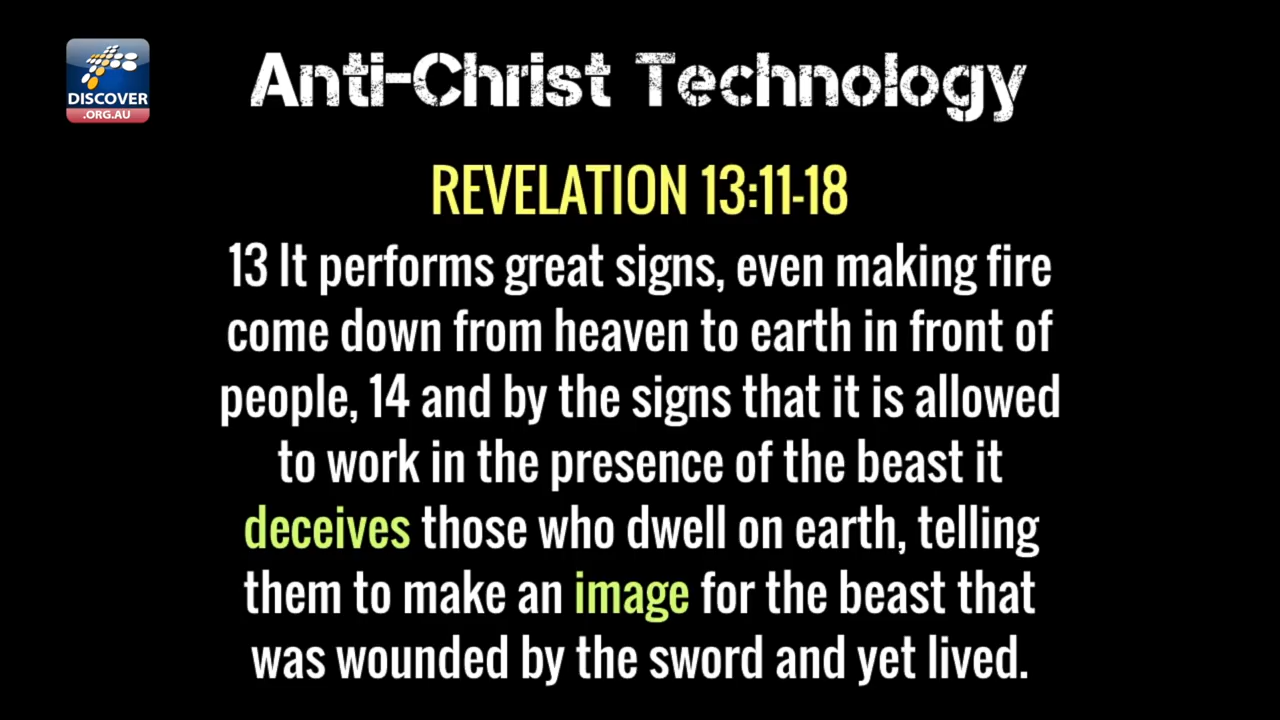 DISCOVER
.ORG.AU
Anti-Christ Technology
REVELATION 13:11-18
13 It performs great signs, even making fire
come down from heaven to earth in front of
people, 14 and by the signs that it is allowed
to work in the presence of the beast it
deceives those who dwell on earth, telling
them to make an image for the beast that
was wounded by the sword and yet lived.